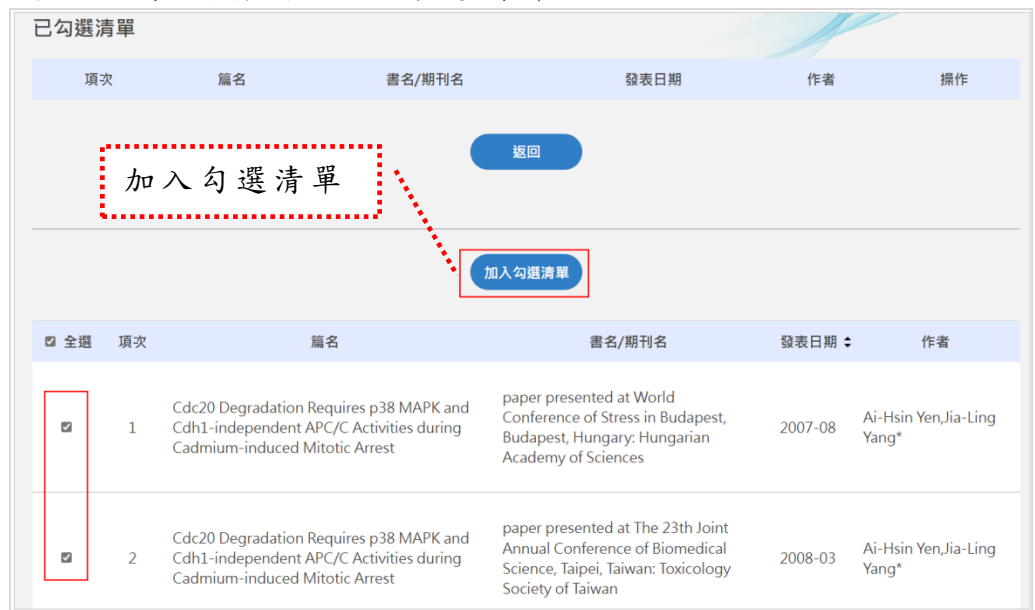 已勾選清單
項次 篇名 書名/期刊名 發表日期 作者 操作
返回
加入勾選清單
加入勾選清單
全選 項次 篇名 書名/期刊名 發表日期 作者
1
Cdc20 Degradation Requires p38 MAPK and
Cdh1-independent APC/C Activities during
Cadmium-induced Mitotic Arrest
paper presented at World
Conference of Stress in Budapest,
Budapest, Hungary: Hungarian
Academy of Sciences
2007-08
Ai-Hsin Yen,Jia-Ling
Yang*
2
Cdc20 Degradation Requires p38 MAPK and
Cdh1-independent APC/C Activities during
Cadmium-induced Mitotic Arrest
paper presented at The 23th Joint
Annual Conference of Biomedical
Science, Taipei, Taiwan: Toxicology
Society of Taiwan
2008-03
Ai-Hsin Yen,Jia-Ling
Yang*